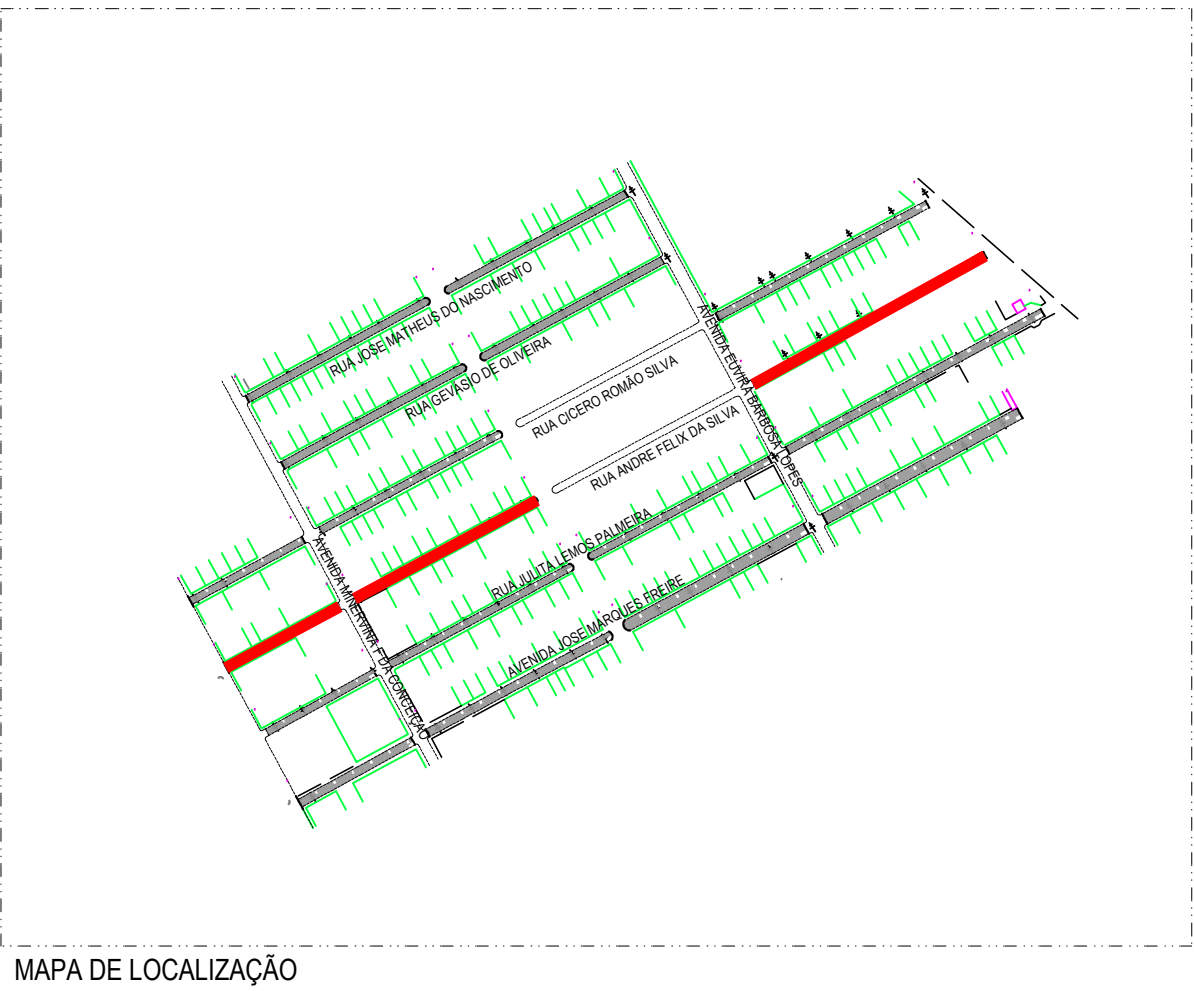 RUA JOSE MATHEUS DO NASCIMENTO
RUA GEVASIO DE OLIVEIRA
RUA CICERO ROMÃO SILVA
RUA ANDRE FELIX DA SILVA
AVENIDA ELVIRA BARBOSA LOPES
RUA JULITA LEMOS PALMEIRA
AVENIDA JOSE MARQUES FREIRE
AVENIDA MINERVINA F DA CONCEIÇÃO
MAPA DE LOCALIZAÇÃO